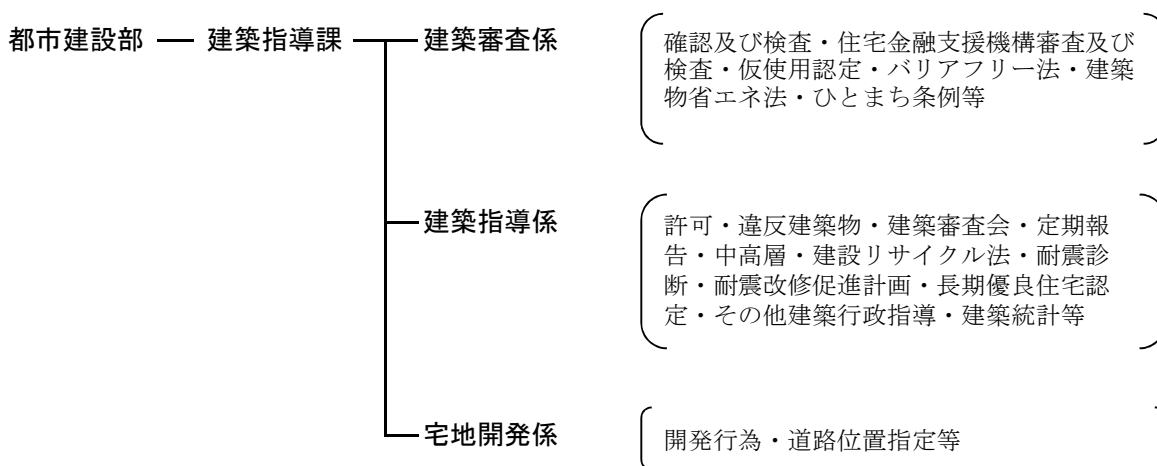 都市建設部 建築指導課 建築審査係
確認及び検査・住宅金融支援機構審査及び
検査・仮使用認定・バリアフリー法・建築
物省エネ法・ひとまち条例等
建築指導係
許可・違反建築物・建築審査会・定期報
告・中高層・建設リサイクル法・耐震診
断・耐震改修促進計画・長期優良住宅認
定・その他建築行政指導・建築統計等
宅地開発係
開発行為・道路位置指定等